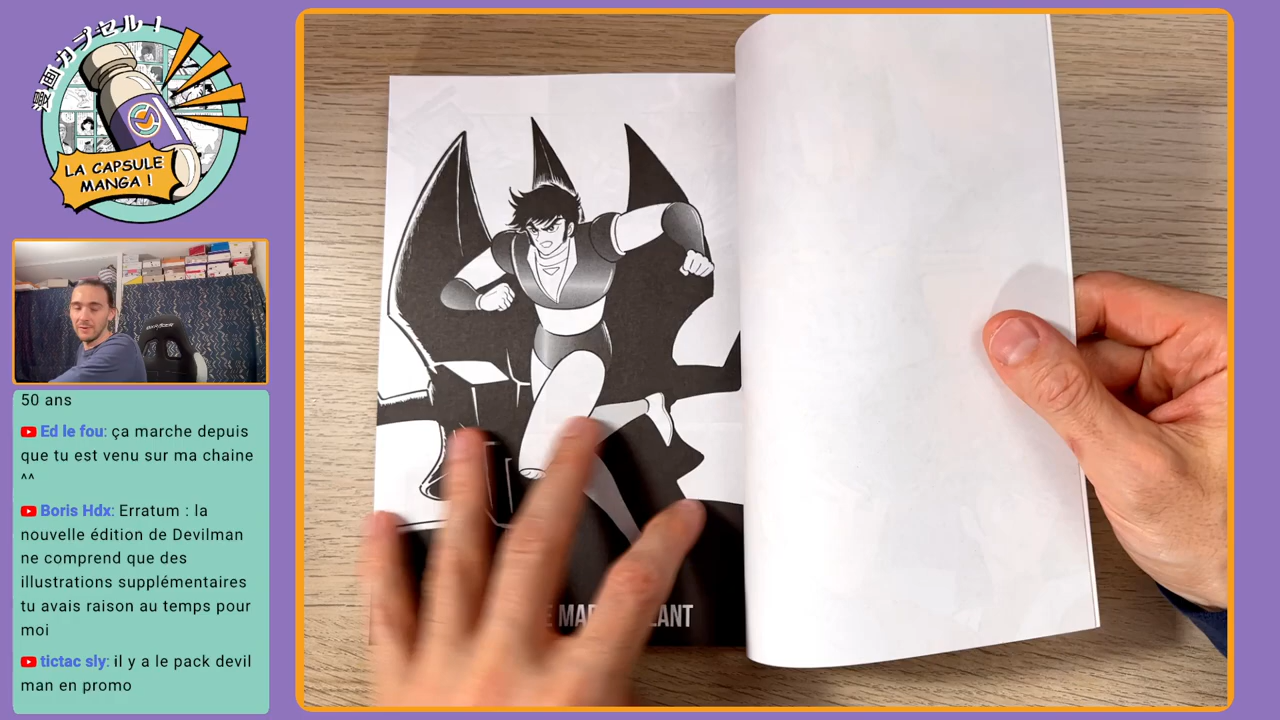 漫画カプセル!
LA CAPSULE
MANGA !
50 ans
Ed le fou: ça marche depuis
que tu est venu sur ma chaine
^^
Boris Hdx: Erratum : la
nouvelle édition de Devilman
ne comprend que des
illustrations supplémentaires
tu avais raison au temps pour
moi
tictac sly: il y a le pack devil
man en promo